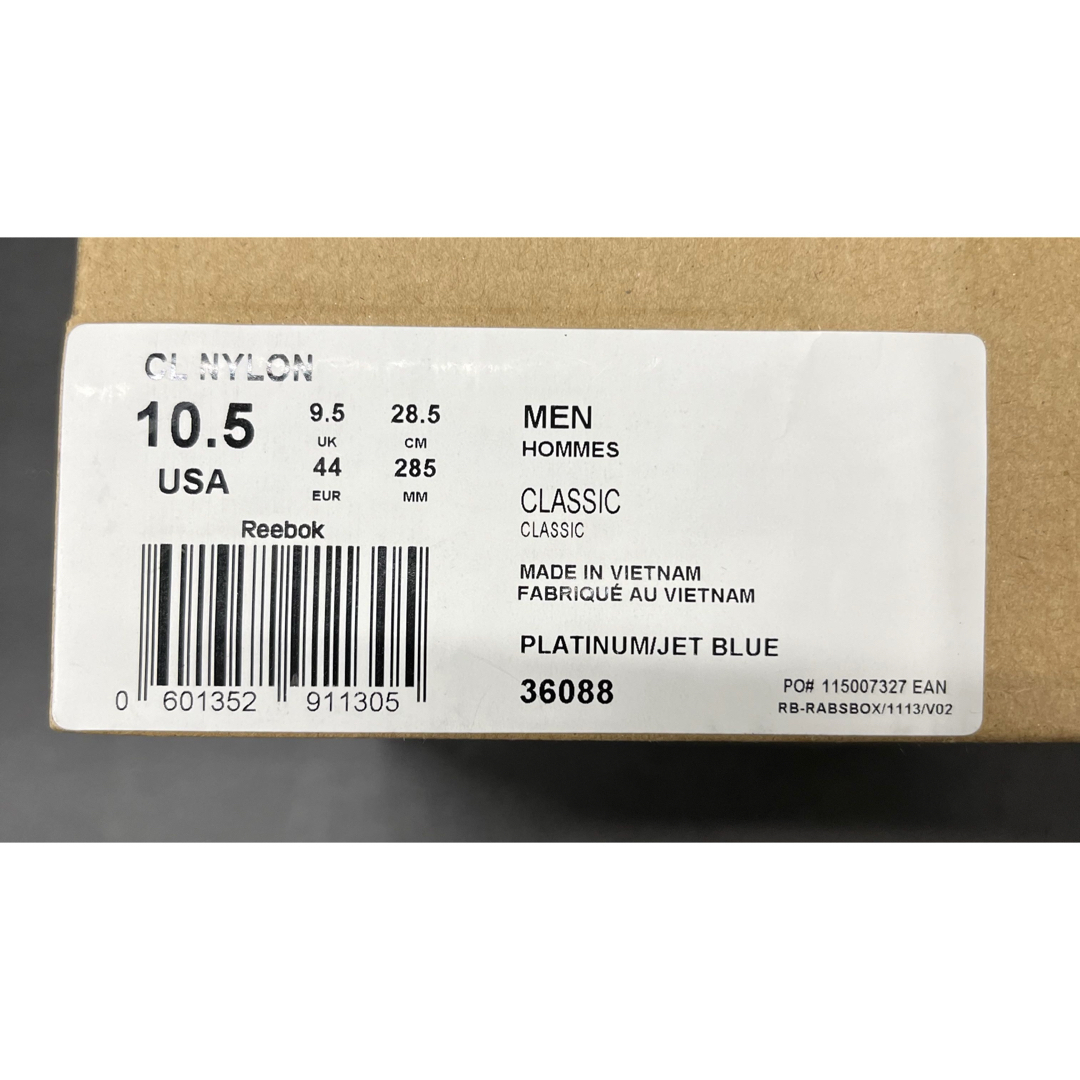 CL NYLON
10.5
USA
9.5
UK
44
EUR
28.5
CM
285
MM
Reebok
0 601352 911305
MEN
HOMMES
CLASSIC
CLASSIC
MADE IN VIETNAM
FABRIQUÉ AU VIETNAM
PLATINUM/JET BLUE
36088
PO# 115007327 EAN
RB-RABSBOX/1113/V02